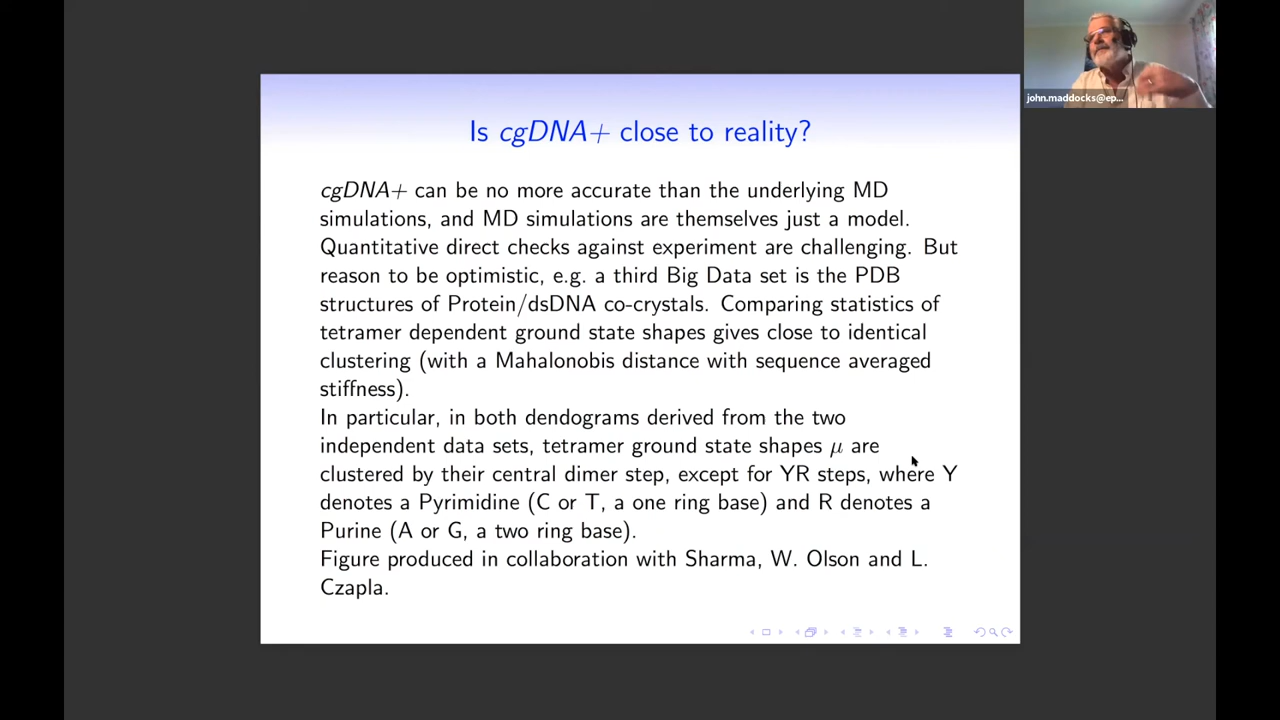 john.maddocks@ep...
Is cgDNA+ close to reality?
cgDNA+ can be no more accurate than the underlying MD
simulations, and MD simulations are themselves just a model.
Quantitative direct checks against experiment are challenging. But
reason to be optimistic, e.g. a third Big Data set is the PDB
structures of Protein/dsDNA co-crystals. Comparing statistics of
tetramer dependent ground state shapes gives close to identical
clustering (with a Mahalonobis distance with sequence averaged
stiffness).
In particular, in both dendograms derived from the two
independent data sets, tetramer ground state shapes μ are
clustered by their central dimer step, except for YR steps, where Y
denotes a Pyrimidine (C or T, a one ring base) and R denotes a
Purine (A or G, a two ring base).
Figure produced in collaboration with Sharma, W. Olson and L.
Czapla.